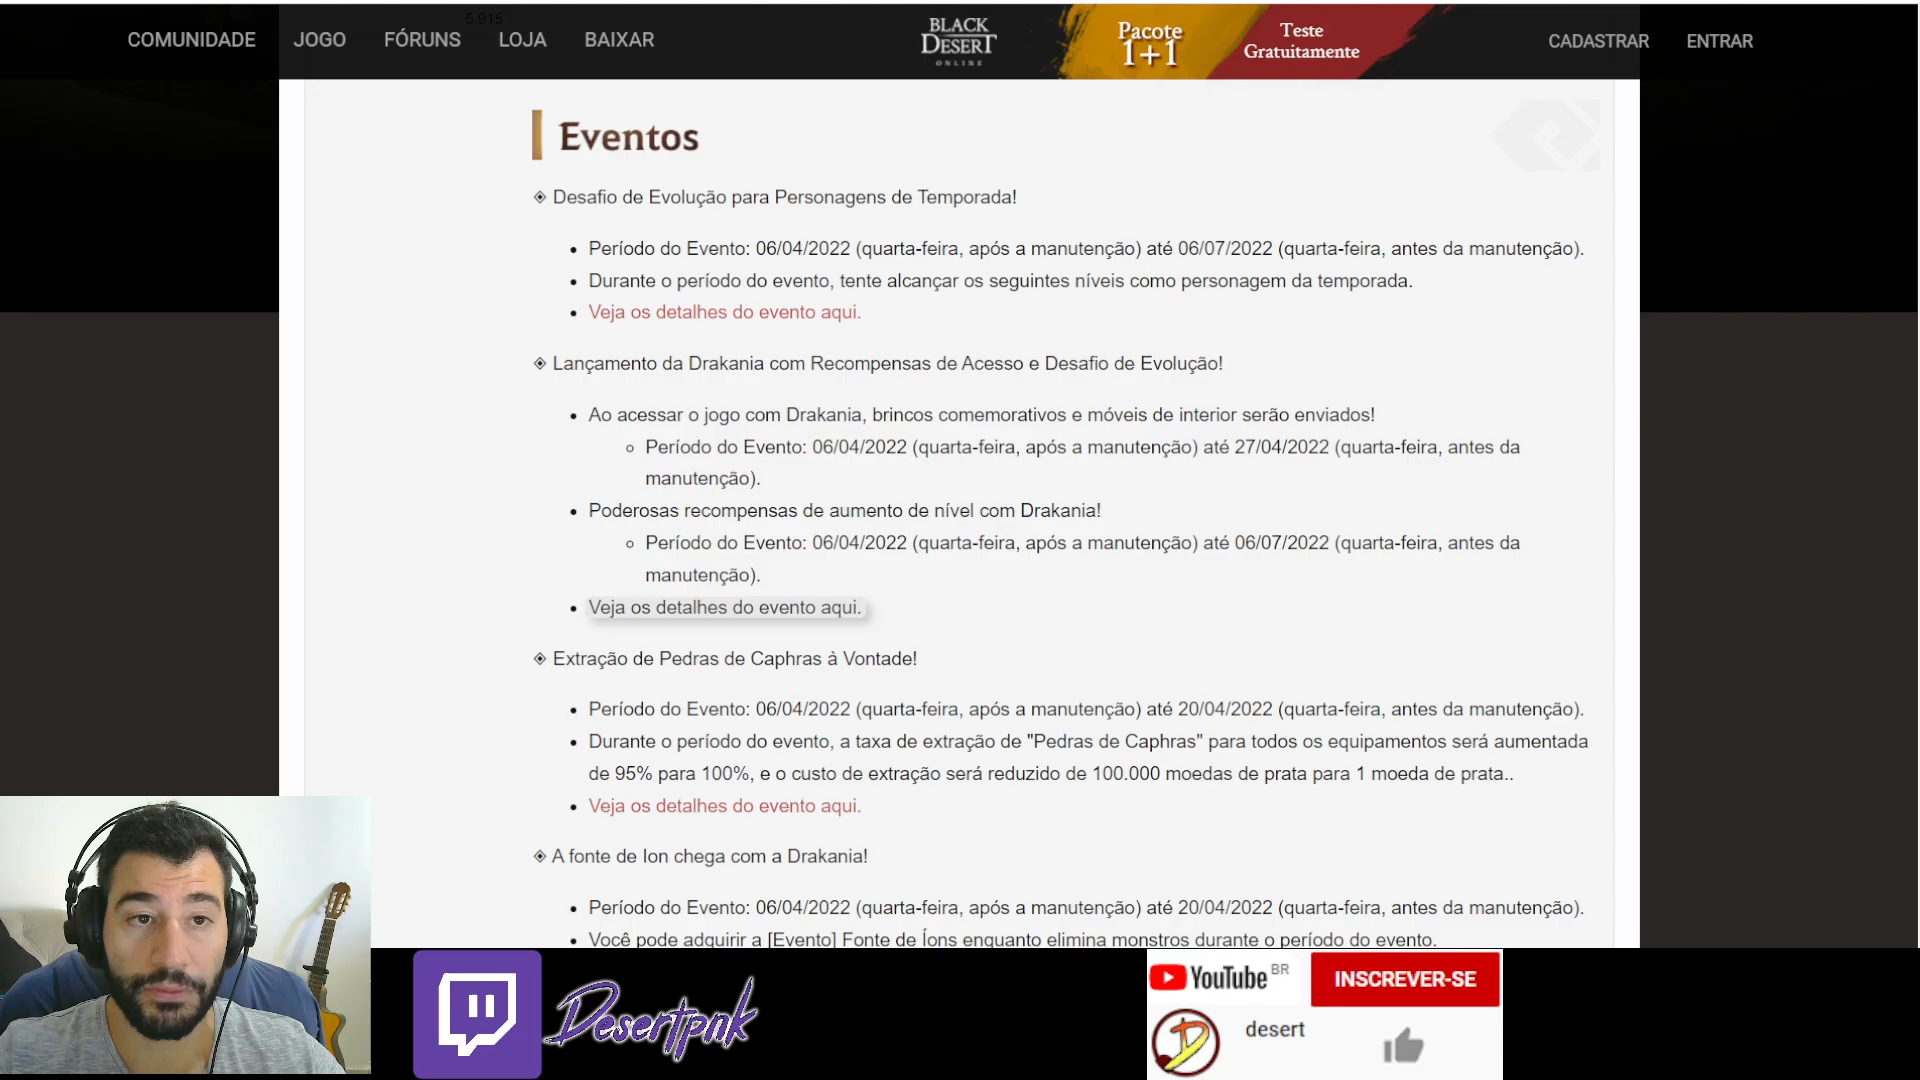 5 915
COMUNIDADE JOGO FÓRUNS LOJA BAIXAR
BLACK
DESERT
ONLINE
Pacote
1+1
Teste
Gratuitamente
CADASTRAR ENTRAR
Eventos
◈ Desafio de Evolução para Personagens de Temporada!
• Período do Evento: 06/04/2022 (quarta-feira, após a manutenção) até 06/07/2022 (quarta-feira, antes da manutenção).
• Durante o período do evento, tente alcançar os seguintes níveis como personagem da temporada.
• Veja os detalhes do evento aqui.
◈ Lançamento da Drakania com Recompensas de Acesso e Desafio de Evolução!
• Ao acessar o jogo com Drakania, brincos comemorativos e móveis de interior serão enviados!
○ Período do Evento: 06/04/2022 (quarta-feira, após a manutenção) até 27/04/2022 (quarta-feira, antes da
manutenção).
• Poderosas recompensas de aumento de nível com Drakania!
○ Período do Evento: 06/04/2022 (quarta-feira, após a manutenção) até 06/07/2022 (quarta-feira, antes da
manutenção).
• Veja os detalhes do evento aqui.
◈ Extração de Pedras de Caphras à Vontade!
• Período do Evento: 06/04/2022 (quarta-feira, após a manutenção) até 20/04/2022 (quarta-feira, antes da manutenção).
• Durante o período do evento, a taxa de extração de "Pedras de Caphras" para todos os equipamentos será aumentada
de 95% para 100%, e o custo de extração será reduzido de 100.000 moedas de prata para 1 moeda de prata..
• Veja os detalhes do evento aqui.
◈ A fonte de Ion chega com a Drakania!
• Período do Evento: 06/04/2022 (quarta-feira, após a manutenção) até 20/04/2022 (quarta-feira, antes da manutenção).
• Você pode adquirir a [Evento] Fonte de Íons enquanto elimina monstros durante o período do evento.
Desertpnk
YouTube BR
INSCREVER-SE
D
desert